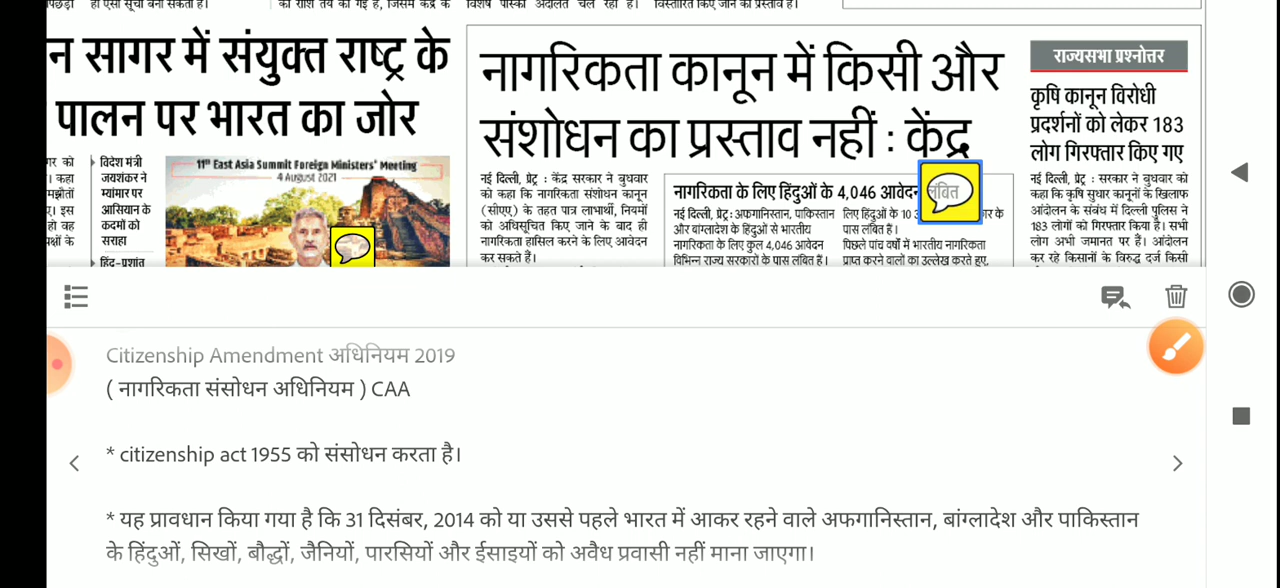 न सागर में संयुक्त राष्ट्र के
पालन पर भारत का जोर
विदेश मंत्री
जयशंकर ने
म्यांमार पर
आसियान के
कदमों को
सराहा
हिंद-प्रशांत
11th East Asia Summit Foreign Ministers' Meeting
4 August 2021
नागरिकता कानून में किसी और
संशोधन का प्रस्ताव नहीं : केंद्र
नई दिल्ली, प्रेट्र : केंद्र सरकार ने बुधवार
को कहा कि नागरिकता संशोधन कानून
(सीएए) के तहत पात्र लाभार्थी, नियमों
को अधिसूचित किए जाने के बाद ही
नागरिकता हासिल करने के लिए आवेदन
कर सकते हैं।
नागरिकता के लिए हिंदुओं के 4,046 आवेदन लंबित
नई दिल्ली, प्रेट्र : अफगानिस्तान, पाकिस्तान
और बांग्लादेश के हिंदुओं से भारतीय
नागरिकता के लिए कुल 4,046 आवेदन
विभिन्न राज्य सरकारों के पास लंबित हैं।
लिए हिंदुओं के 10 के
पास लंबित हैं।
पिछले पांच वर्षों में भारतीय नागरिकता
प्राप्त करने वालों का उल्लेख करते हुए,
राज्यसभा प्रश्नोत्तर
कृषि कानून विरोधी
प्रदर्शनों को लेकर 183
लोग गिरफ्तार किए गए
नई दिल्ली, प्रेट्र : सरकार ने बुधवार को
कहा कि कृषि सुधार कानूनों के खिलाफ
आंदोलन के संबंध में दिल्ली पुलिस ने
183 लोगों को गिरफ्तार किया है। सभी
लोग अभी जमानत पर हैं। आंदोलन
कर रहे किसानों के विरुद्ध दर्ज किसी
Citizenship Amendment अधिनियम 2019
( नागरिकता संसोधन अधिनियम ) CAA
* citizenship act 1955 को संसोधन करता है।
* यह प्रावधान किया गया है कि 31 दिसंबर, 2014 को या उससे पहले भारत में आकर रहने वाले अफगानिस्तान, बांग्लादेश और पाकिस्तान
के हिंदुओं, सिखों, बौद्धों, जैनियों, पारसियों और ईसाइयों को अवैध प्रवासी नहीं माना जाएगा।